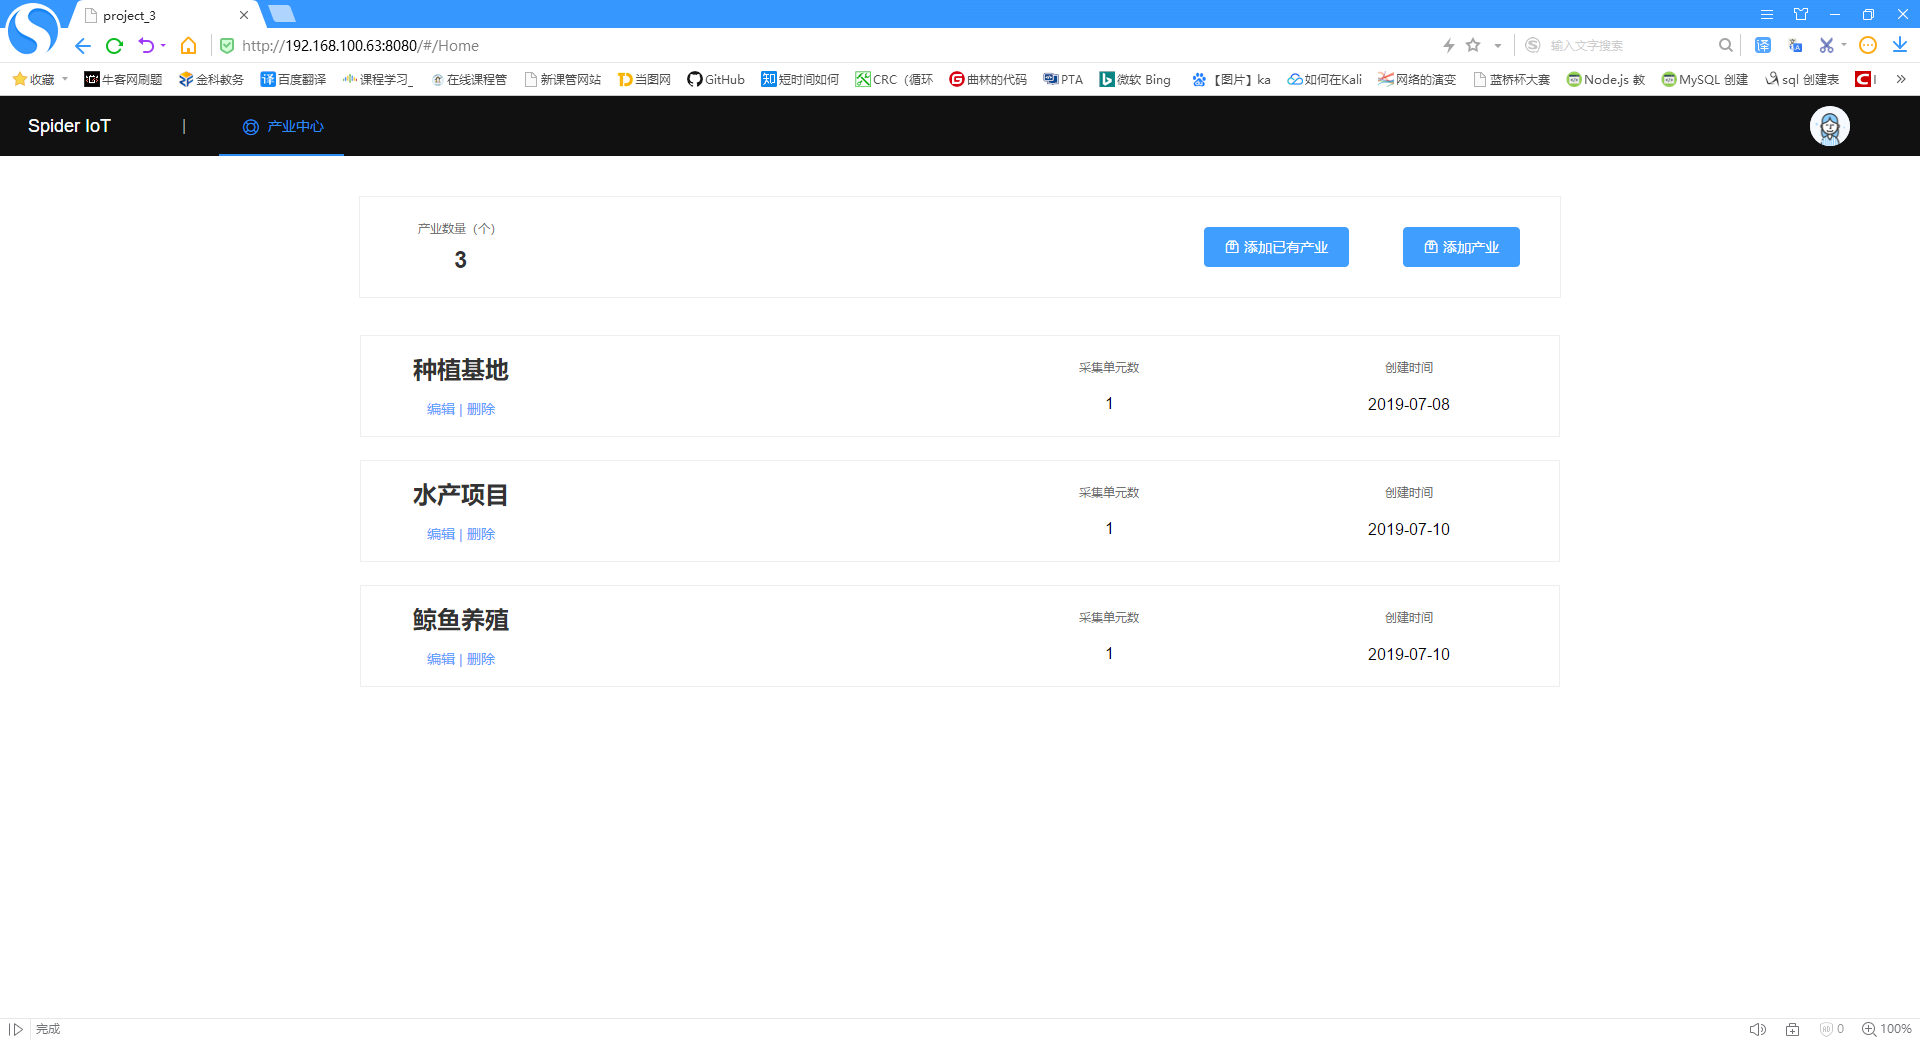 project_3
http://192.168.100.63:8080/#/Home
输入文字搜索
收藏 牛客网刷题 金科教务 百度翻译 课程学习_ 在线课程管 新课管网站 当图网 GitHub 短时间如何 CRC（循环 曲林的代码 PTA 微软 Bing 【图片】ka 如何在Kali 网络的演变 蓝桥杯大赛 Node.js 教 MySQL 创建 sql 创建表
Spider IoT | 产业中心
产业数量（个）
3
添加已有产业 添加产业
种植基地
编辑 | 删除
采集单元数
1
创建时间
2019-07-08
水产项目
编辑 | 删除
采集单元数
1
创建时间
2019-07-10
鲸鱼养殖
编辑 | 删除
采集单元数
1
创建时间
2019-07-10
完成
0 100%